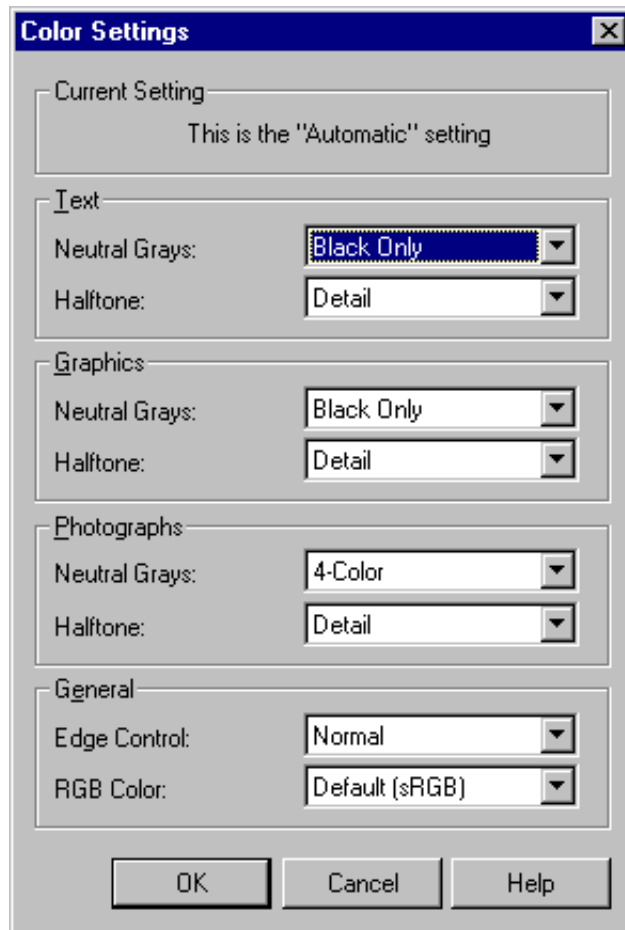 Color Settings
Current Setting
This is the "Automatic" setting
Text
Neutral Grays: Black Only
Halftone: Detail
Graphics
Neutral Grays: Black Only
Halftone: Detail
Photographs
Neutral Grays: 4-Color
Halftone: Detail
General
Edge Control: Normal
RGB Color: Default (sRGB)
OK Cancel Help